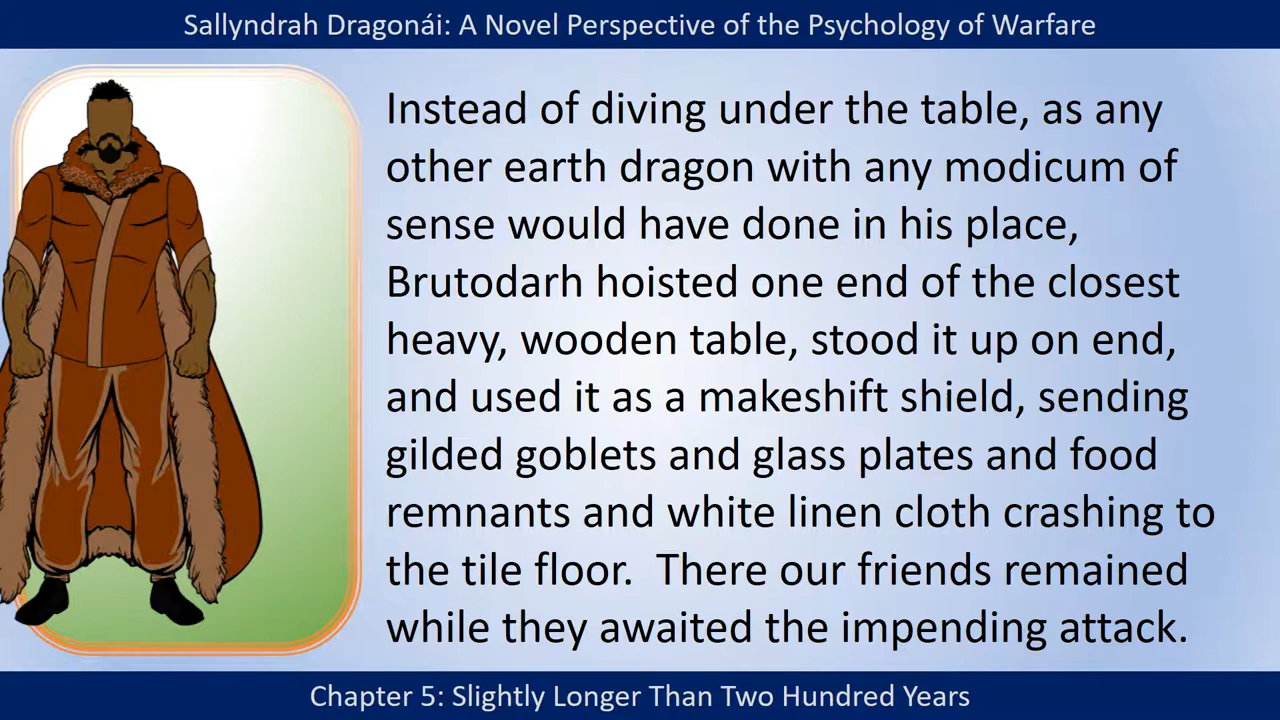 Sallyndrah Dragonái: A Novel Perspective of the Psychology of Warfare
Instead of diving under the table, as any
other earth dragon with any modicum of
sense would have done in his place,
Brutodarh hoisted one end of the closest
heavy, wooden table, stood it up on end,
and used it as a makeshift shield, sending
gilded goblets and glass plates and food
remnants and white linen cloth crashing to
the tile floor.  There our friends remained
while they awaited the impending attack.
Chapter 5: Slightly Longer Than Two Hundred Years